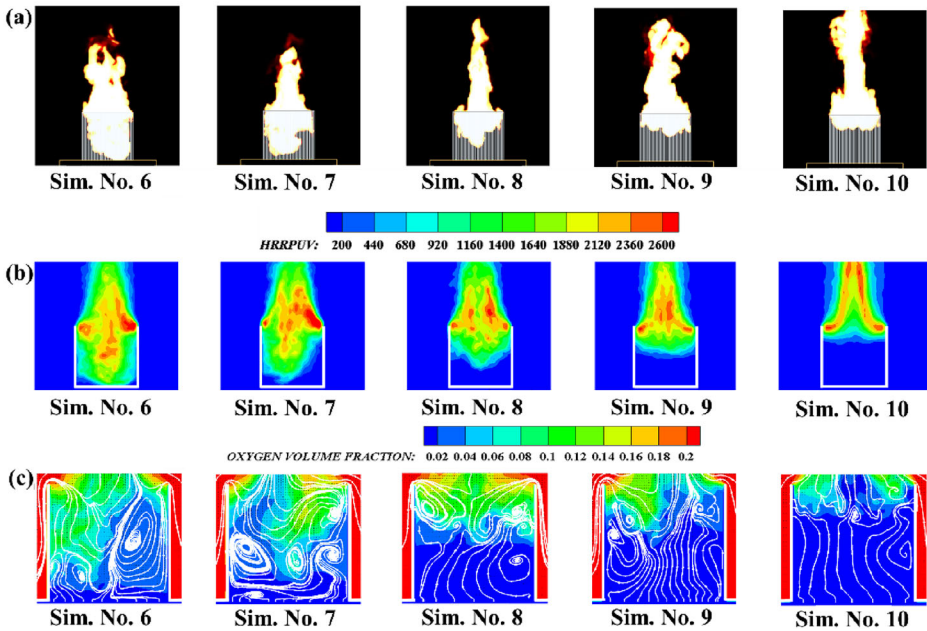 (a)
Sim. No. 6 Sim. No. 7 Sim. No. 8 Sim. No. 9 Sim. No. 10
HRRPUV: 200 440 680 920 1160 1400 1640 1880 2120 2360 2600
(b)
Sim. No. 6 Sim. No. 7 Sim. No. 8 Sim. No. 9 Sim. No. 10
OXYGEN VOLUME FRACTION: 0.02 0.04 0.06 0.08 0.1 0.12 0.14 0.16 0.18 0.2
(c)
Sim. No. 6 Sim. No. 7 Sim. No. 8 Sim. No. 9 Sim. No. 10